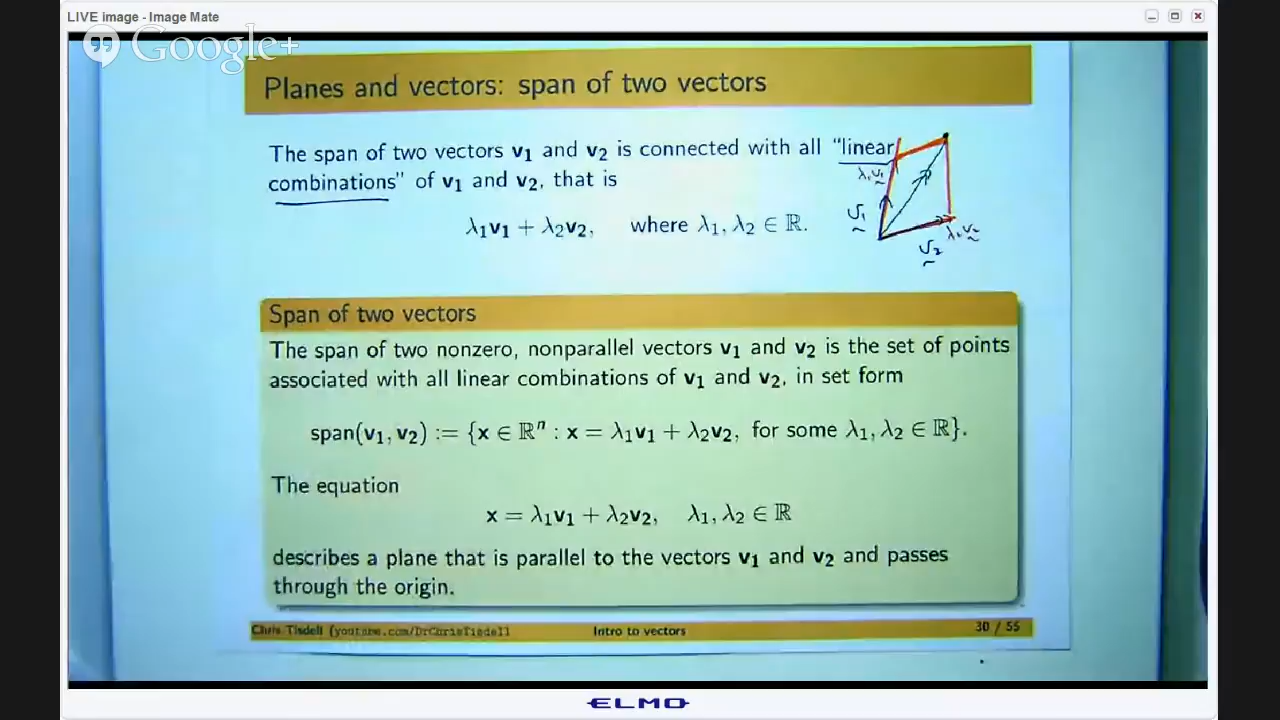 LIVE image - Image Mate
Google+
Planes and vectors: span of two vectors
The span of two vectors v₁ and v₂ is connected with all “linear
combinations” of v₁ and v₂, that is
λ₁v₁ + λ₂v₂, where λ₁, λ₂ ∈ ℝ.
λ₁v₁
v₁
λ₂v₂
v₂
Span of two vectors
The span of two nonzero, nonparallel vectors v₁ and v₂ is the set of points
associated with all linear combinations of v₁ and v₂, in set form
span(v₁, v₂) := {x ∈ ℝⁿ : x = λ₁v₁ + λ₂v₂, for some λ₁, λ₂ ∈ ℝ}.
The equation
x = λ₁v₁ + λ₂v₂, λ₁, λ₂ ∈ ℝ
describes a plane that is parallel to the vectors v₁ and v₂ and passes
through the origin.
Chris Tisdell (youtube.com/DrChrisTisdell
Intro to vectors
30 / 55
ELMO